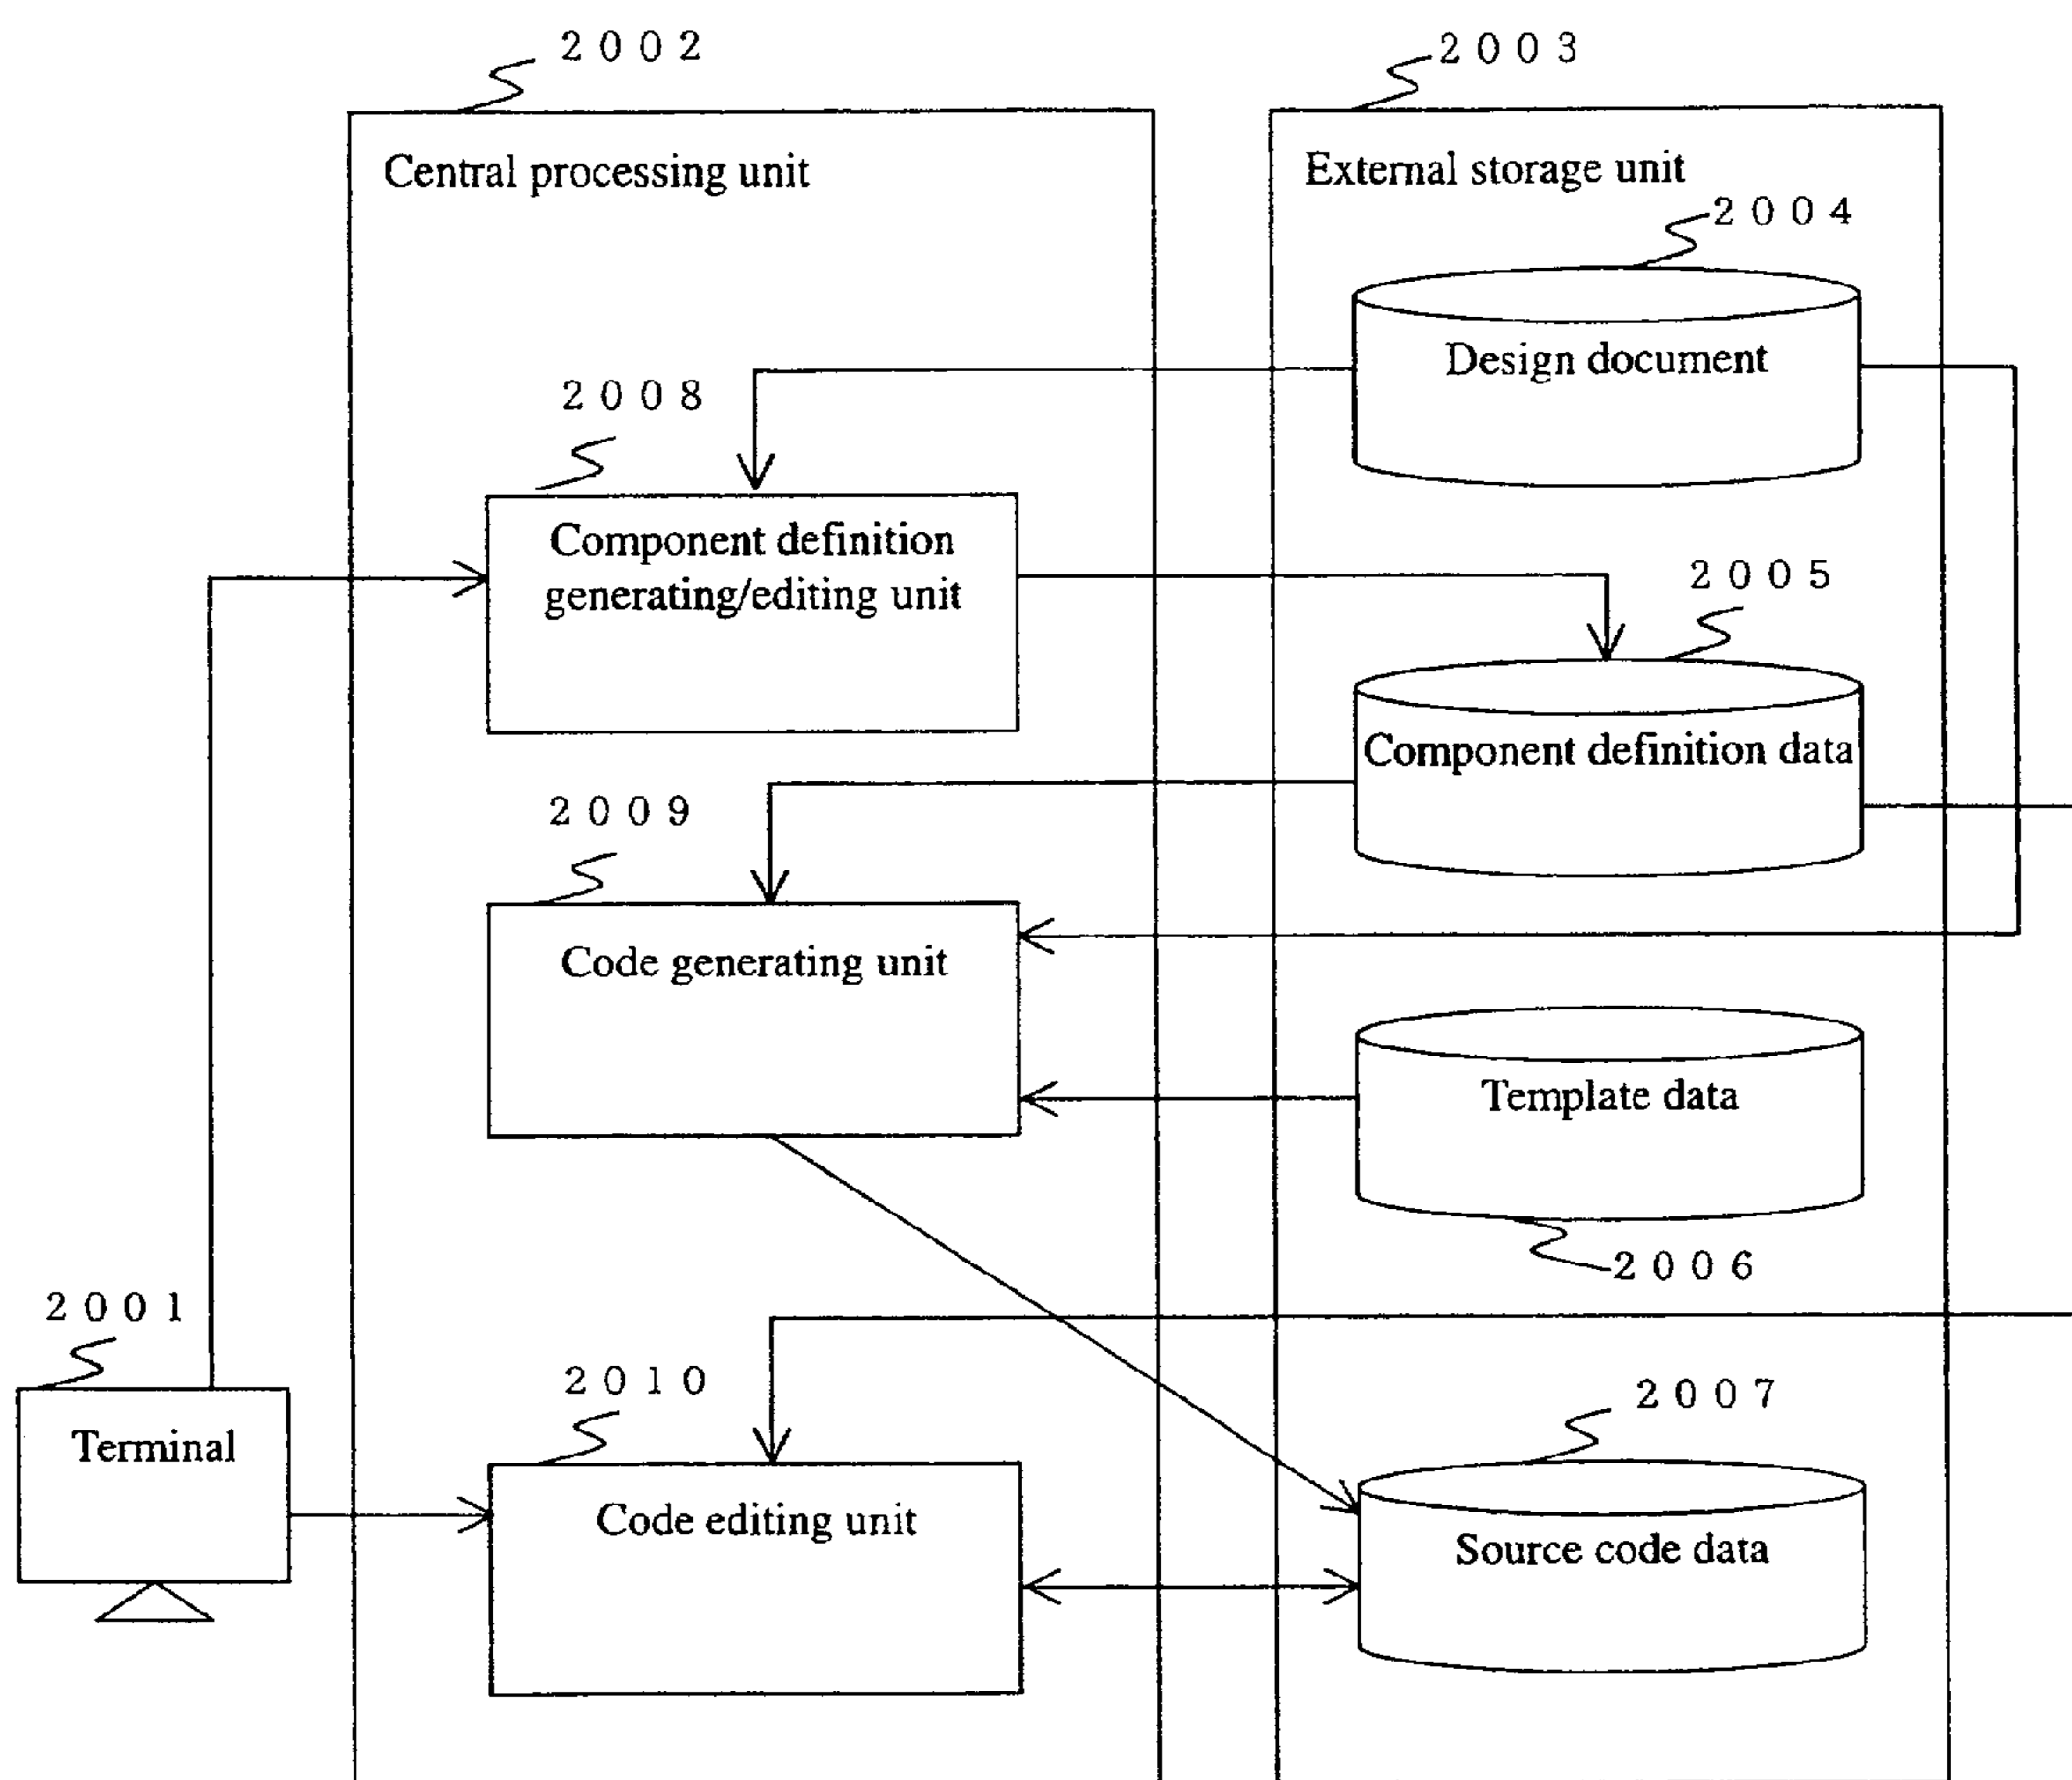 2002
2003
Central processing unit
External storage unit
2004
Design document
2008
Component definition
generating/editing unit
2005
Component definition data
2009
Code generating unit
Template data
2006
2001
Terminal
2010
Code editing unit
2007
Source code data